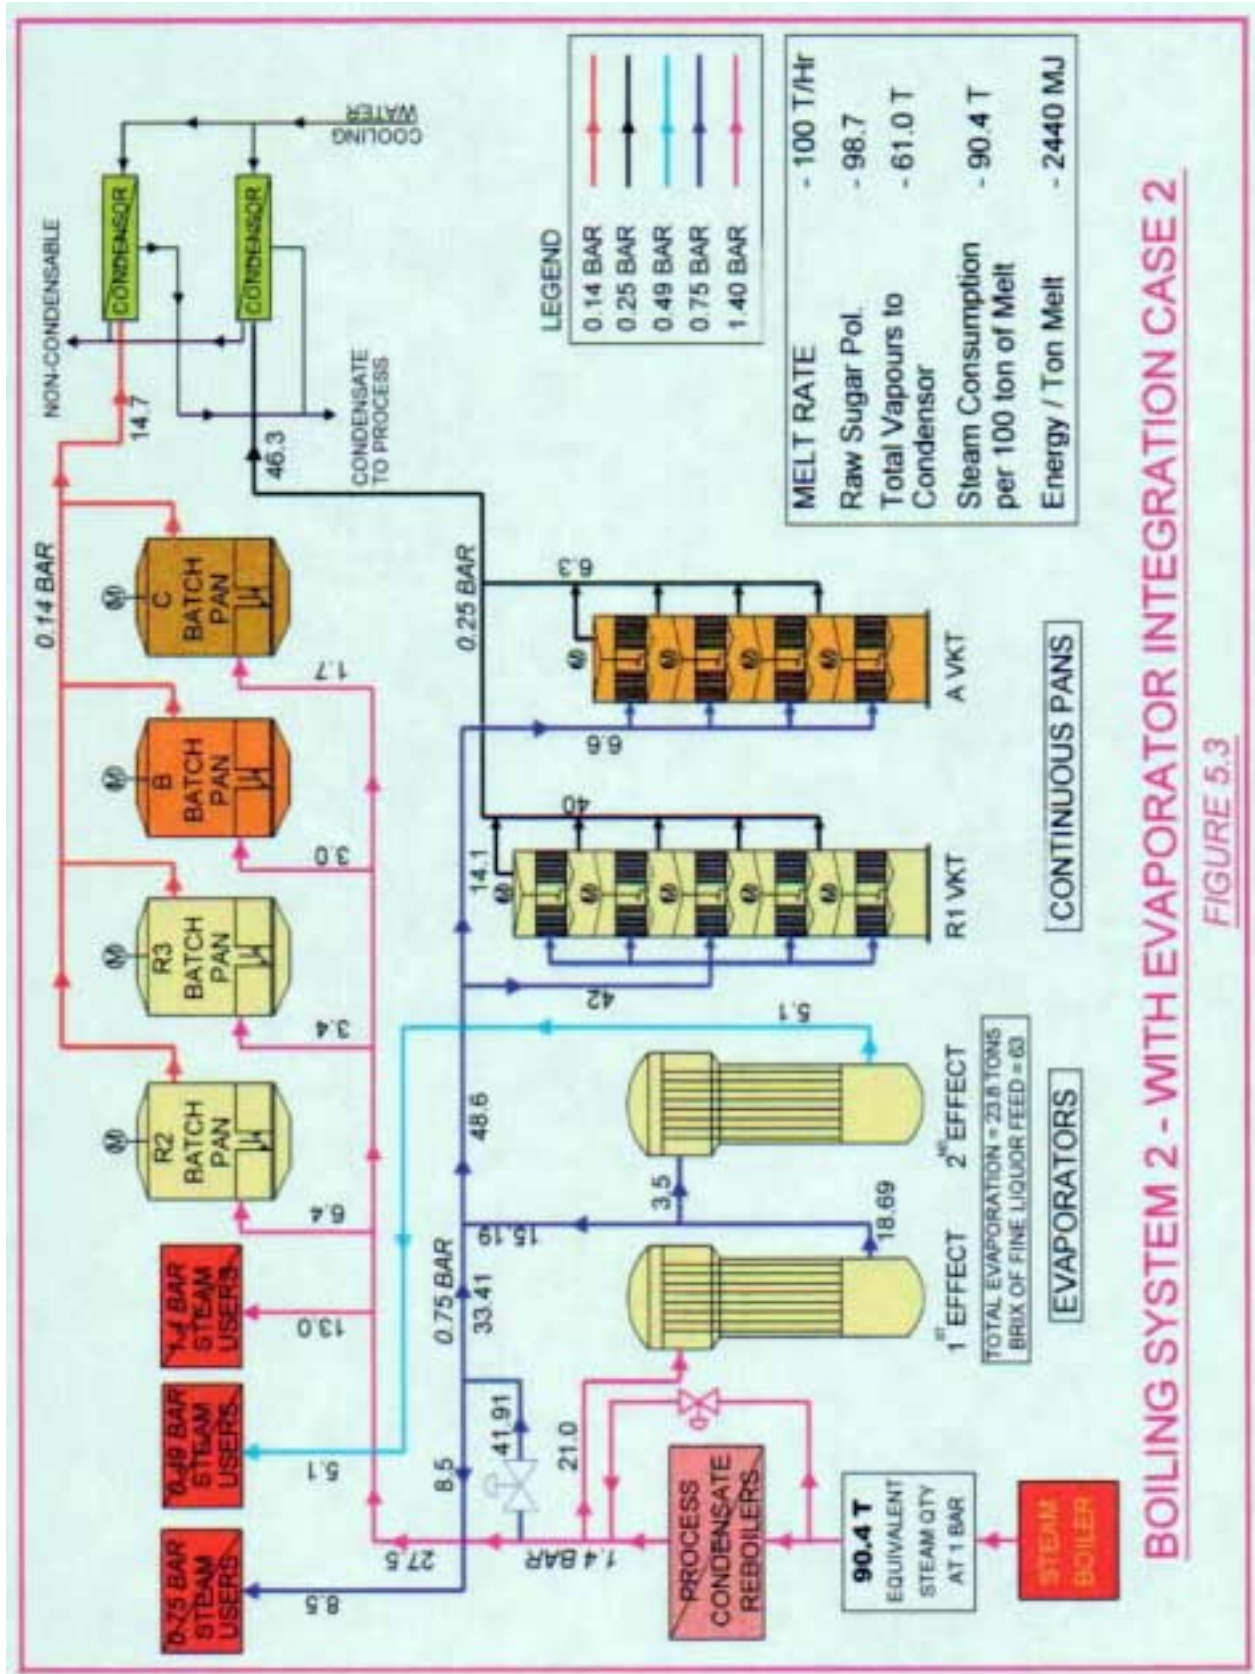 NON-CONDENSABLE
0.14 BAR
14.7
CONDENSOR
CONDENSOR
COOLING
WATER
CONDENSATE
TO PROCESS
46.3
M
R2
BATCH
PAN
M
R3
BATCH
PAN
M
B
BATCH
PAN
M
C
BATCH
PAN
6.4
3.4
3.0
1.7
0-75 BAR
STEAM
USERS
0-49 BAR
STEAM
USERS
1.4 BAR
STEAM
USERS
8.5
5.1
13.0
27.5
8.5
0.75 BAR
33.41
48.6
0.25 BAR
41.91
21.0
1.4 BAR
15.19
3.5
18.69
5.1
42
14.1
40
6.6
6.3
1ST EFFECT
2ND EFFECT
R1 VKT
A VKT
TOTAL EVAPORATION = 23.8 TONS
BRIX OF FINE LIQUOR FEED = 63
EVAPORATORS
CONTINUOUS PANS
PROCESS
CONDENSATE
REBOILERS
90.4 T
EQUIVALENT
STEAM QTY
AT 1 BAR
STEAM
BOILER
LEGEND
0.14 BAR
0.25 BAR
0.49 BAR
0.75 BAR
1.40 BAR
MELT RATE - 100 T/Hr
Raw Sugar Pol. - 98.7
Total Vapours to - 61.0 T
Condensor
Steam Consumption
per 100 ton of Melt - 90.4 T
Energy / Ton Melt - 2440 MJ
BOILING SYSTEM 2 - WITH EVAPORATOR INTEGRATION CASE 2
FIGURE 5.3